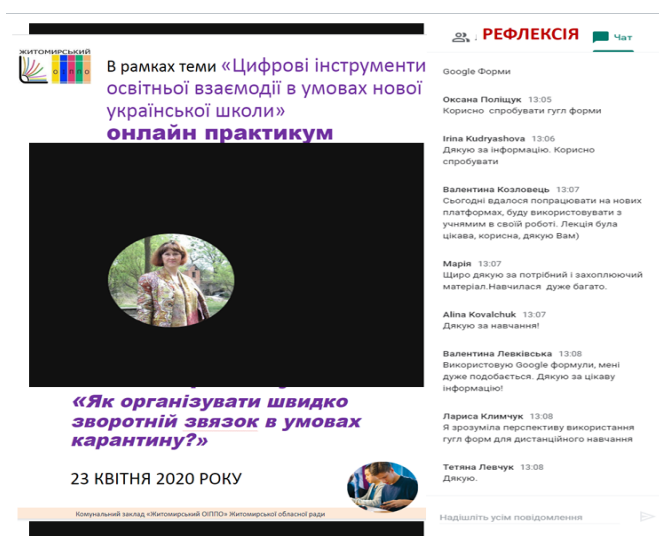 ЖИТОМИРСЬКИЙ
ОІППО
В рамках теми «Цифрові інструменти
освітньої взаємодії в умовах нової
української школи»
онлайн практикум
«Як організувати швидко
зворотній звязок в умовах
карантину?»
23 КВІТНЯ 2020 РОКУ
Комунальний заклад «Житомирський ОІППО» Житомирської обласної ради
РЕФЛЕКСІЯ
Чат
Google Форми
Оксана Поліщук 13:05
Корисно спробувати гугл форми
Irina Kudryashova 13:06
Дякую за інформацію. Корисно
спробувати
Валентина Козловець 13:07
Сьогодні вдалося попрацювати на нових
платформах, буду використовувати з
учнямим в своїй роботі. Лекція була
цікава, корисна, дякую Вам)
Марія 13:07
Щиро дякую за потрібний і захоплюючий
матеріал.Навчилася дуже багато.
Alina Kovalchuk 13:07
Дякую за навчання!
Валентина Левківська 13:08
Використовую Google формули, мені
дуже подобається. Дякую за цікаву
інформацію!
Лариса Климчук 13:08
Я зрозуміла перспективу використання
гугл форм для дистанційного навчання
Тетяна Левчук 13:08
Дякую.
Надішліть усім повідомлення